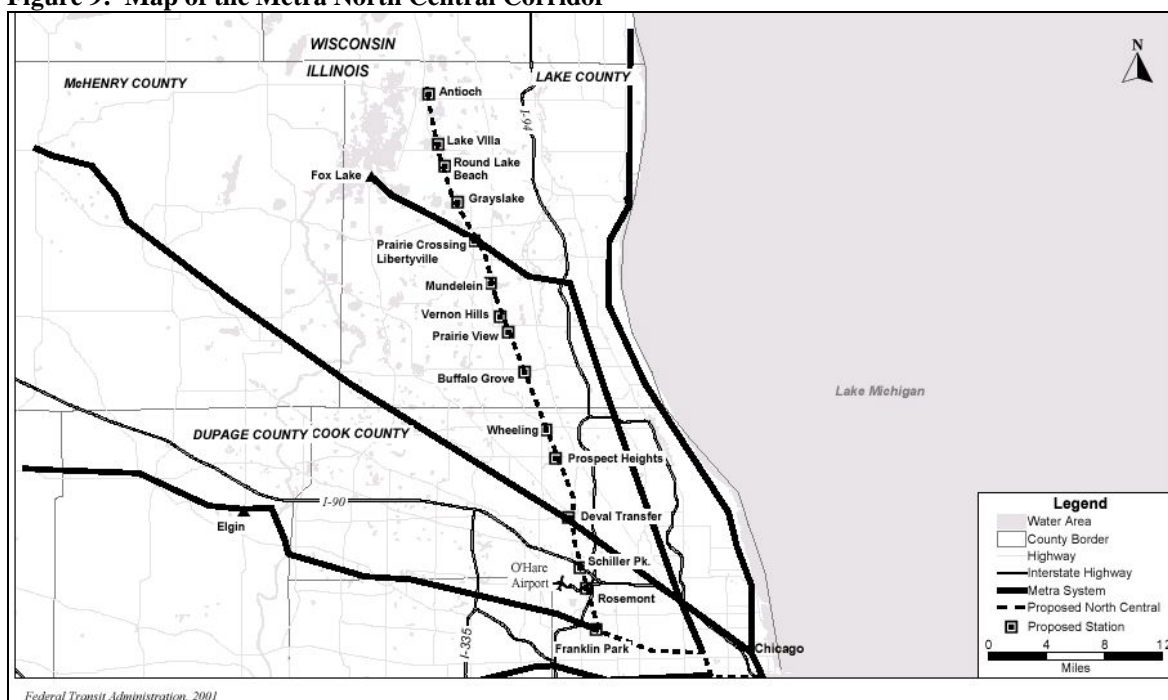 Figure 9: Map of the Metra North Central Corridor
WISCONSIN
ILLINOIS
McHENRY COUNTY
LAKE COUNTY
N
I-94
Antioch
Lake VIlla
Round Lake
Beach
Fox Lake
Grayslake
Prairie Crossing
Libertyville
Mundelein
Vernon Hills
Prairie View
Buffalo Grove
Lake Michigan
Wheeling
DUPAGE COUNTY COOK COUNTY
Prospect Heights
I-90
Elgin
Deval Transfer
Schiller Pk.
O'Hare
Airport
Rosemont
I-335
Franklin Park
Chicago
Legend
Water Area
County Border
Highway
Interstate Highway
Metra System
Proposed North Central
Proposed Station
0 4 8 12
Miles
Federal Transit Administration, 2001